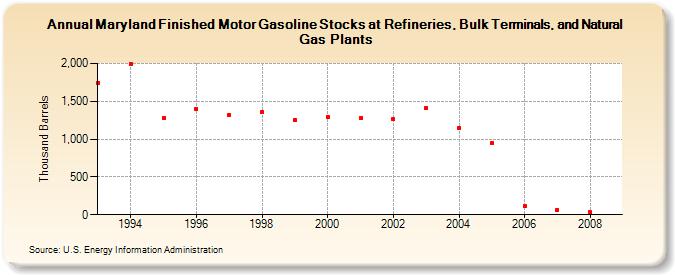 Annual Maryland Finished Motor Gasoline Stocks at Refineries, Bulk Terminals, and Natural
Gas Plants
Thousand Barrels
2,000
1,500
1,000
500
0
1994 1996 1998 2000 2002 2004 2006 2008
Source: U.S. Energy Information Administration